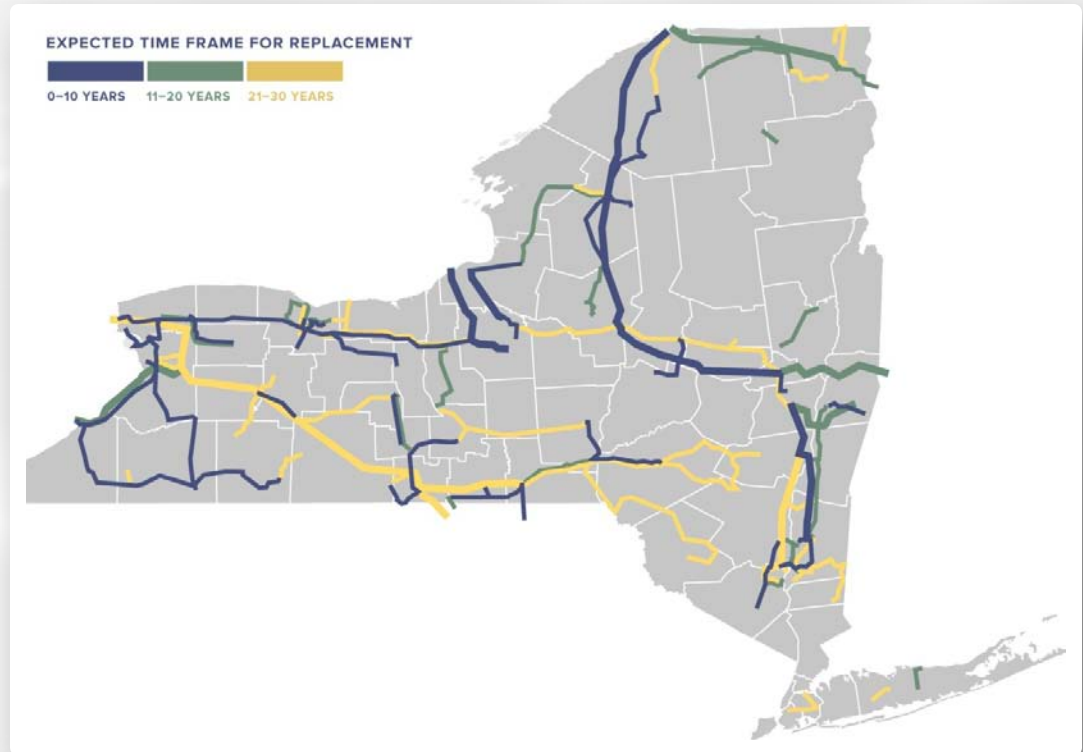 EXPECTED TIME FRAME FOR REPLACEMENT
0–10 YEARS 11–20 YEARS 21–30 YEARS